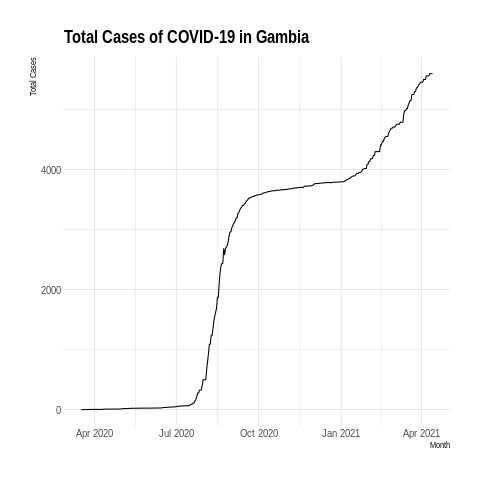 Total Cases of COVID-19 in Gambia
Total Cases
4000
2000
0
Apr 2020 Jul 2020 Oct 2020 Jan 2021 Apr 2021
Month